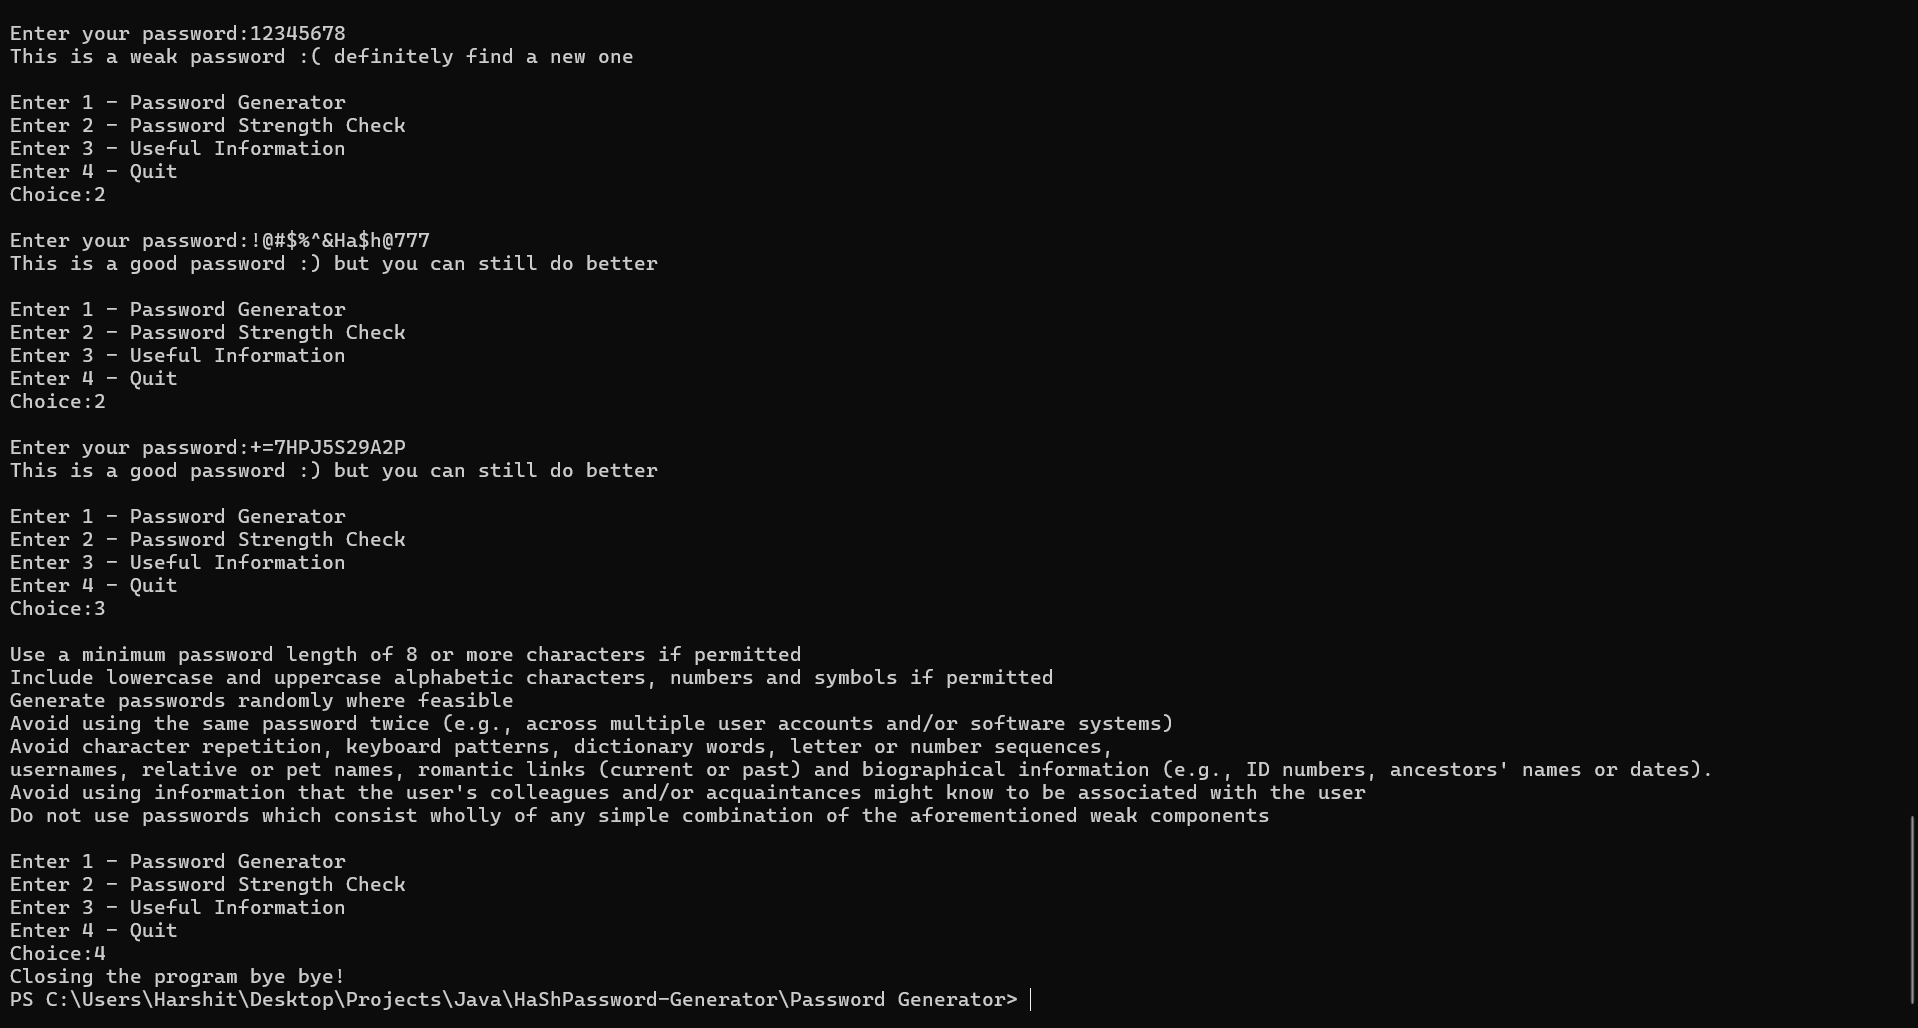 Enter your password:12345678
This is a weak password :( definitely find a new one
Enter 1 - Password Generator
Enter 2 - Password Strength Check
Enter 3 - Useful Information
Enter 4 - Quit
Choice:2
Enter your password:!@#$%^&Ha$h@777
This is a good password :) but you can still do better
Enter 1 - Password Generator
Enter 2 - Password Strength Check
Enter 3 - Useful Information
Enter 4 - Quit
Choice:2
Enter your password:+=7HPJ5S29A2P
This is a good password :) but you can still do better
Enter 1 - Password Generator
Enter 2 - Password Strength Check
Enter 3 - Useful Information
Enter 4 - Quit
Choice:3
Use a minimum password length of 8 or more characters if permitted
Include lowercase and uppercase alphabetic characters, numbers and symbols if permitted
Generate passwords randomly where feasible
Avoid using the same password twice (e.g., across multiple user accounts and/or software systems)
Avoid character repetition, keyboard patterns, dictionary words, letter or number sequences,
usernames, relative or pet names, romantic links (current or past) and biographical information (e.g., ID numbers, ancestors' names or dates).
Avoid using information that the user's colleagues and/or acquaintances might know to be associated with the user
Do not use passwords which consist wholly of any simple combination of the aforementioned weak components
Enter 1 - Password Generator
Enter 2 - Password Strength Check
Enter 3 - Useful Information
Enter 4 - Quit
Choice:4
Closing the program bye bye!
PS C:\Users\Harshit\Desktop\Projects\Java\HaShPassword-Generator\Password Generator>